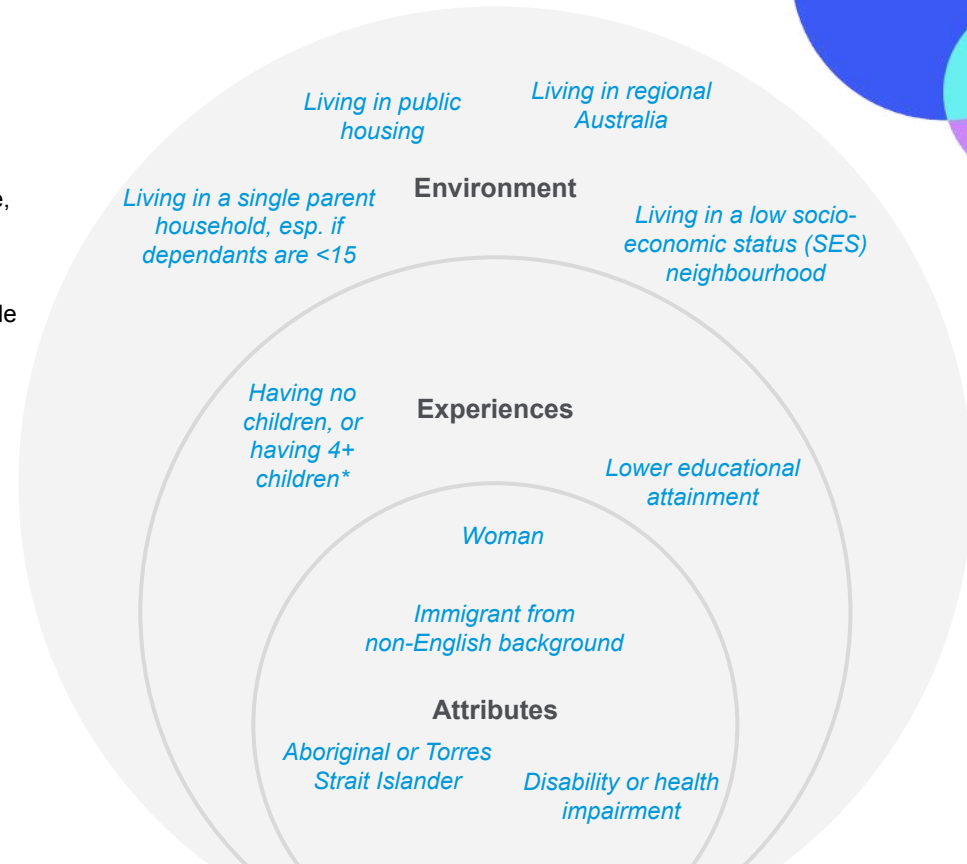 Living in public
housing
Living in regional
Australia
Environment
e,
Living in a single parent
household, esp. if
dependants are <15
Living in a low socio-
economic status (SES)
neighbourhood
le
Having no
children, or
having 4+
children*
Experiences
Lower educational
attainment
Woman
Immigrant from
non-English background
Attributes
Aboriginal or Torres
Strait Islander
Disability or health
impairment